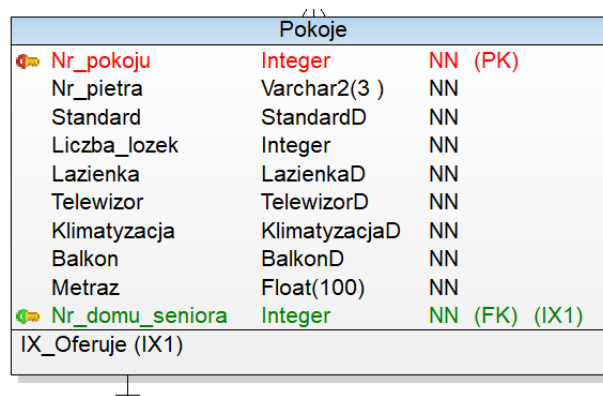 Pokoje
Nr_pokoju Integer NN (PK)
Nr_pietra Varchar2(3 ) NN
Standard StandardD NN
Liczba_lozek Integer NN
Lazienka LazienkaD NN
Telewizor TelewizorD NN
Klimatyzacja KlimatyzacjaD NN
Balkon BalkonD NN
Metraz Float(100) NN
Nr_domu_seniora Integer NN (FK) (IX1)
IX_Oferuje (IX1)